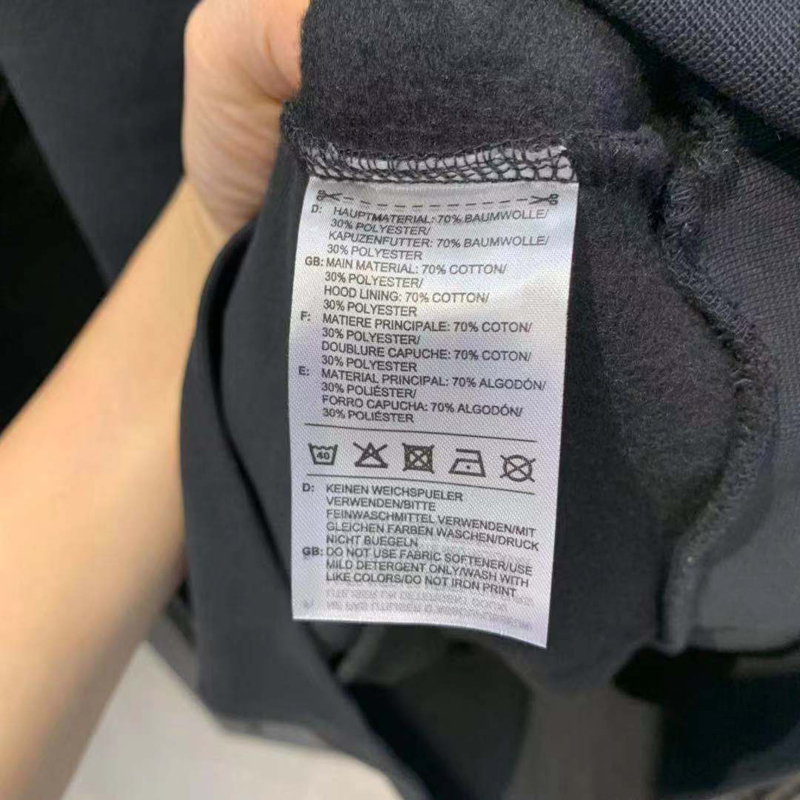 D: HAUPTMATERIAL: 70% BAUMWOLLE/
30% POLYESTER/
KAPUZENFUTTER: 70% BAUMWOLLE/
30% POLYESTER
GB: MAIN MATERIAL: 70% COTTON/
30% POLYESTER/
HOOD LINING: 70% COTTON/
30% POLYESTER
F: MATIERE PRINCIPALE: 70% COTON/
30% POLYESTER/
DOUBLURE CAPUCHE: 70% COTON/
30% POLYESTER
E: MATERIAL PRINCIPAL: 70% ALGODÓN/
30% POLIÉSTER/
FORRO CAPUCHA: 70% ALGODÓN/
30% POLIÉSTER
40
D: KEINEN WEICHSPUELER
VERWENDEN/BITTE
FEINWASCHMITTEL VERWENDEN/MIT
GLEICHEN FARBEN WASCHEN/DRUCK
NICHT BUEGELN
GB: DO NOT USE FABRIC SOFTENER/USE
MILD DETERGENT ONLY/WASH WITH
LIKE COLORS/DO NOT IRON PRINT